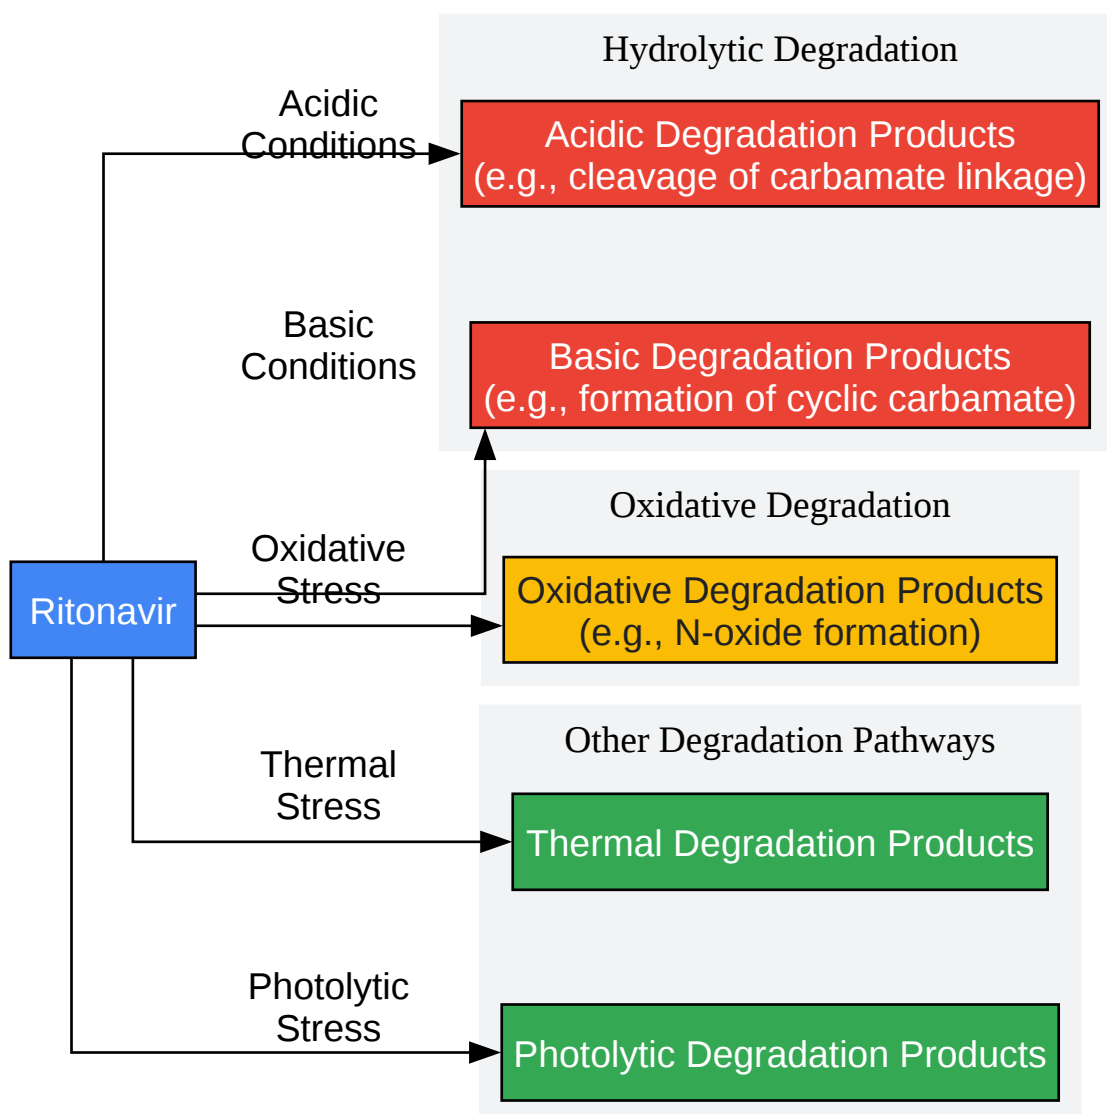 Hydrolytic Degradation
Acidic
Conditions
Acidic Degradation Products
(e.g., cleavage of carbamate linkage)
Basic
Conditions
Basic Degradation Products
(e.g., formation of cyclic carbamate)
Oxidative Degradation
Oxidative
Stress
Ritonavir
Oxidative Degradation Products
(e.g., N-oxide formation)
Other Degradation Pathways
Thermal
Stress
Thermal Degradation Products
Photolytic
Stress
Photolytic Degradation Products